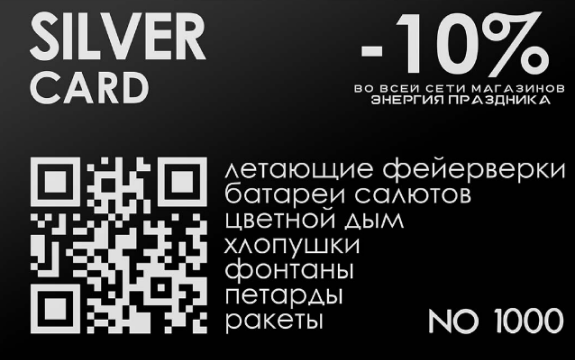 SILVER
CARD
-10%
ВО ВСЕЙ СЕТИ МАГАЗИНОВ
ЭНЕРГИЯ ПРАЗДНИКА
летающие фейерверки
батареи салютов
цветной дым
хлопушки
фонтаны
петарды
ракеты
NO 1000